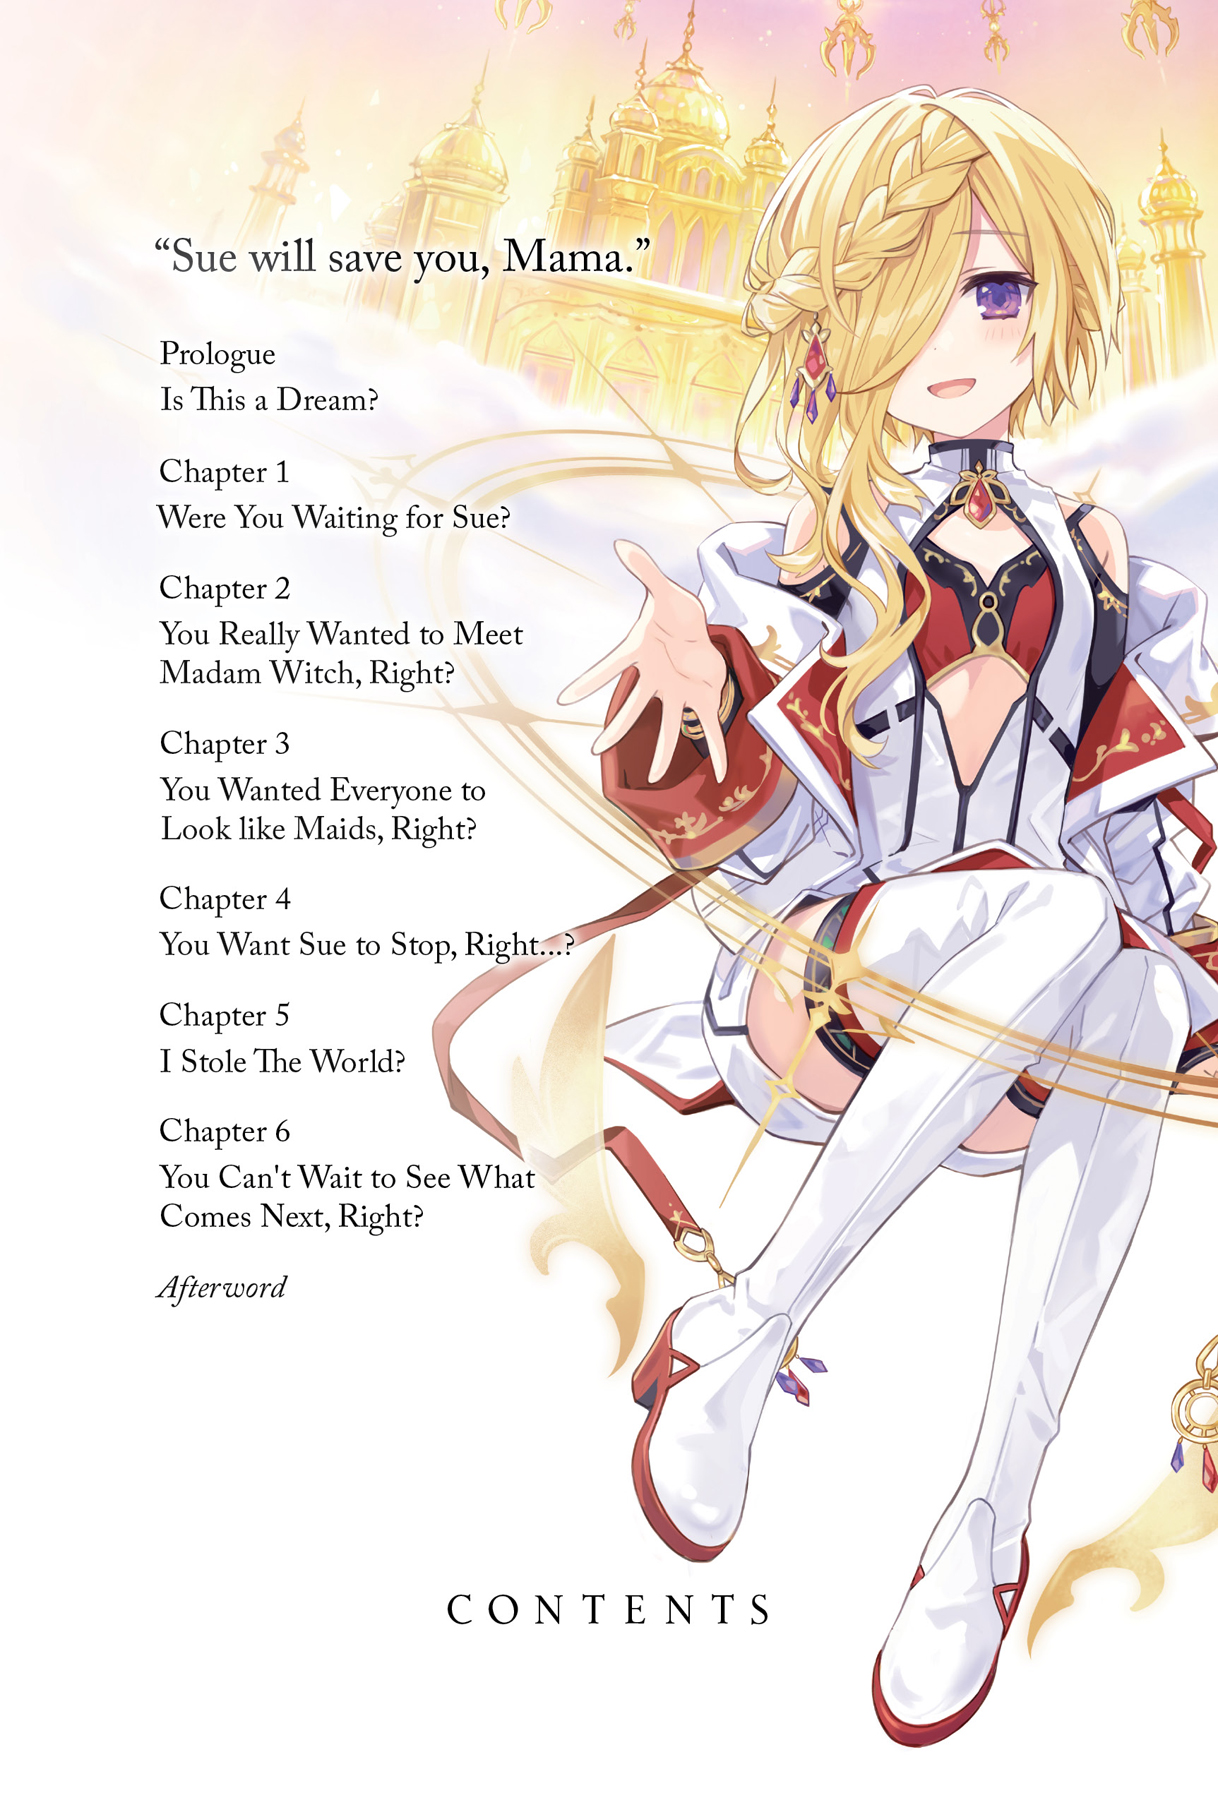 “Sue will save you, Mama.”
Prologue
Is This a Dream?
Chapter 1
Were You Waiting for Sue?
Chapter 2
You Really Wanted to Meet
Madam Witch, Right?
Chapter 3
You Wanted Everyone to
Look like Maids, Right?
Chapter 4
You Want Sue to Stop, Right...?
Chapter 5
I Stole The World?
Chapter 6
You Can't Wait to See What
Comes Next, Right?
Afterword
CONTENTS